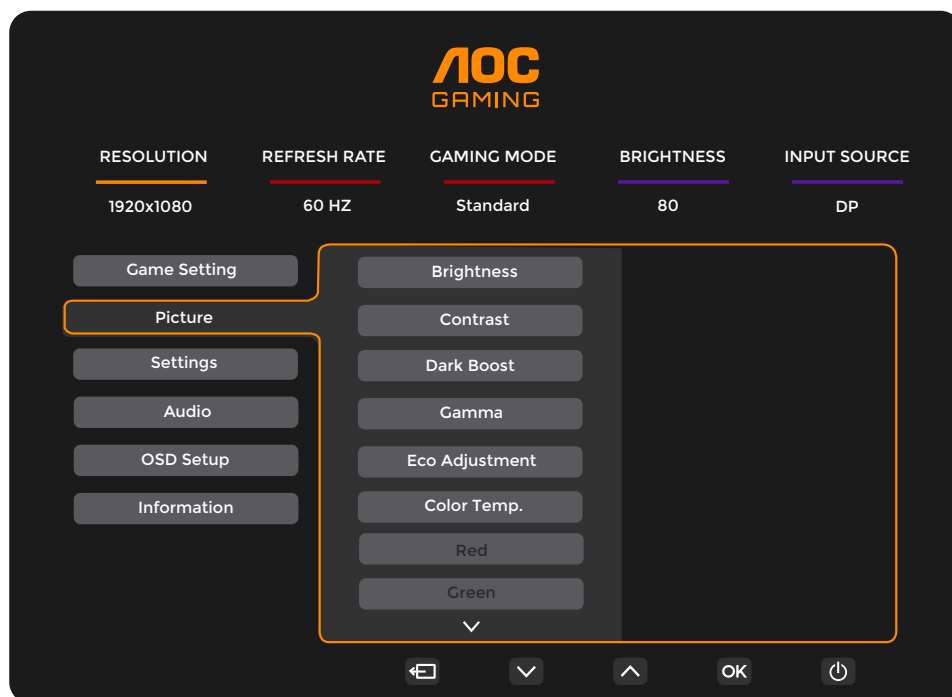 AOC
GAMING
RESOLUTION REFRESH RATE GAMING MODE BRIGHTNESS INPUT SOURCE
1920x1080 60 HZ Standard 80 DP
Game Setting
Picture
Settings
Audio
OSD Setup
Information
Brightness
Contrast
Dark Boost
Gamma
Eco Adjustment
Color Temp.
Red
Green
OK